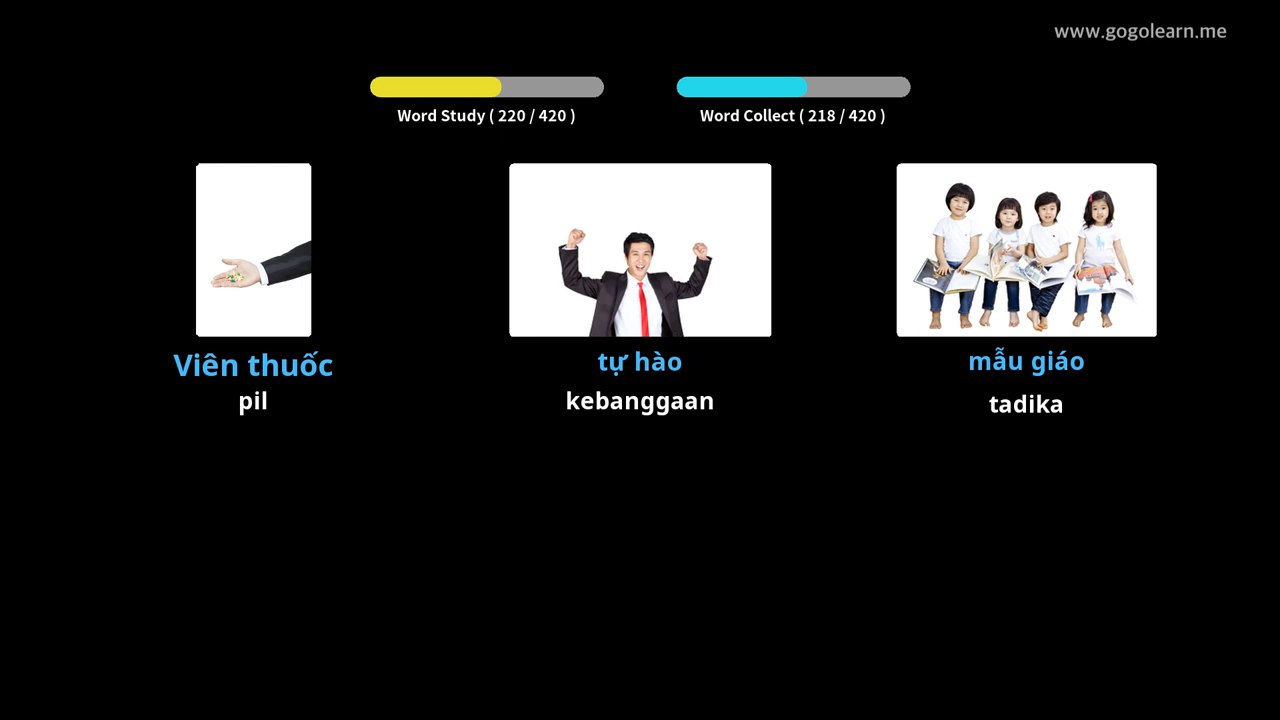 www.gogolearn.me
Word Study ( 220 / 420 )
Word Collect ( 218 / 420 )
Viên thuốc
pil
tự hào
kebanggaan
mẫu giáo
tadika